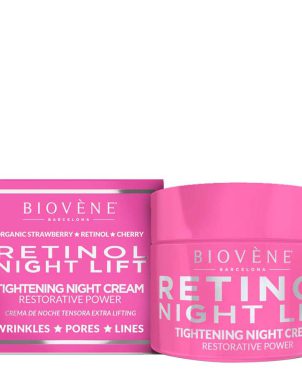 BIOVÈNE
BARCELONA
ORGANIC STRAWBERRY ★ RETINOL ★ CHERRY
RETINOL
NIGHT LIFT
TIGHTENING NIGHT CREAM
RESTORATIVE POWER
CREMA DE NOCHE TENSORA EXTRA LIFTING
WRINKLES ★ PORES ★ LINES
BIOVÈNE
BARCELONA
RETINO
NIGHT LI
TIGHTENING NIGHT CRE
RESTORATIVE POWER